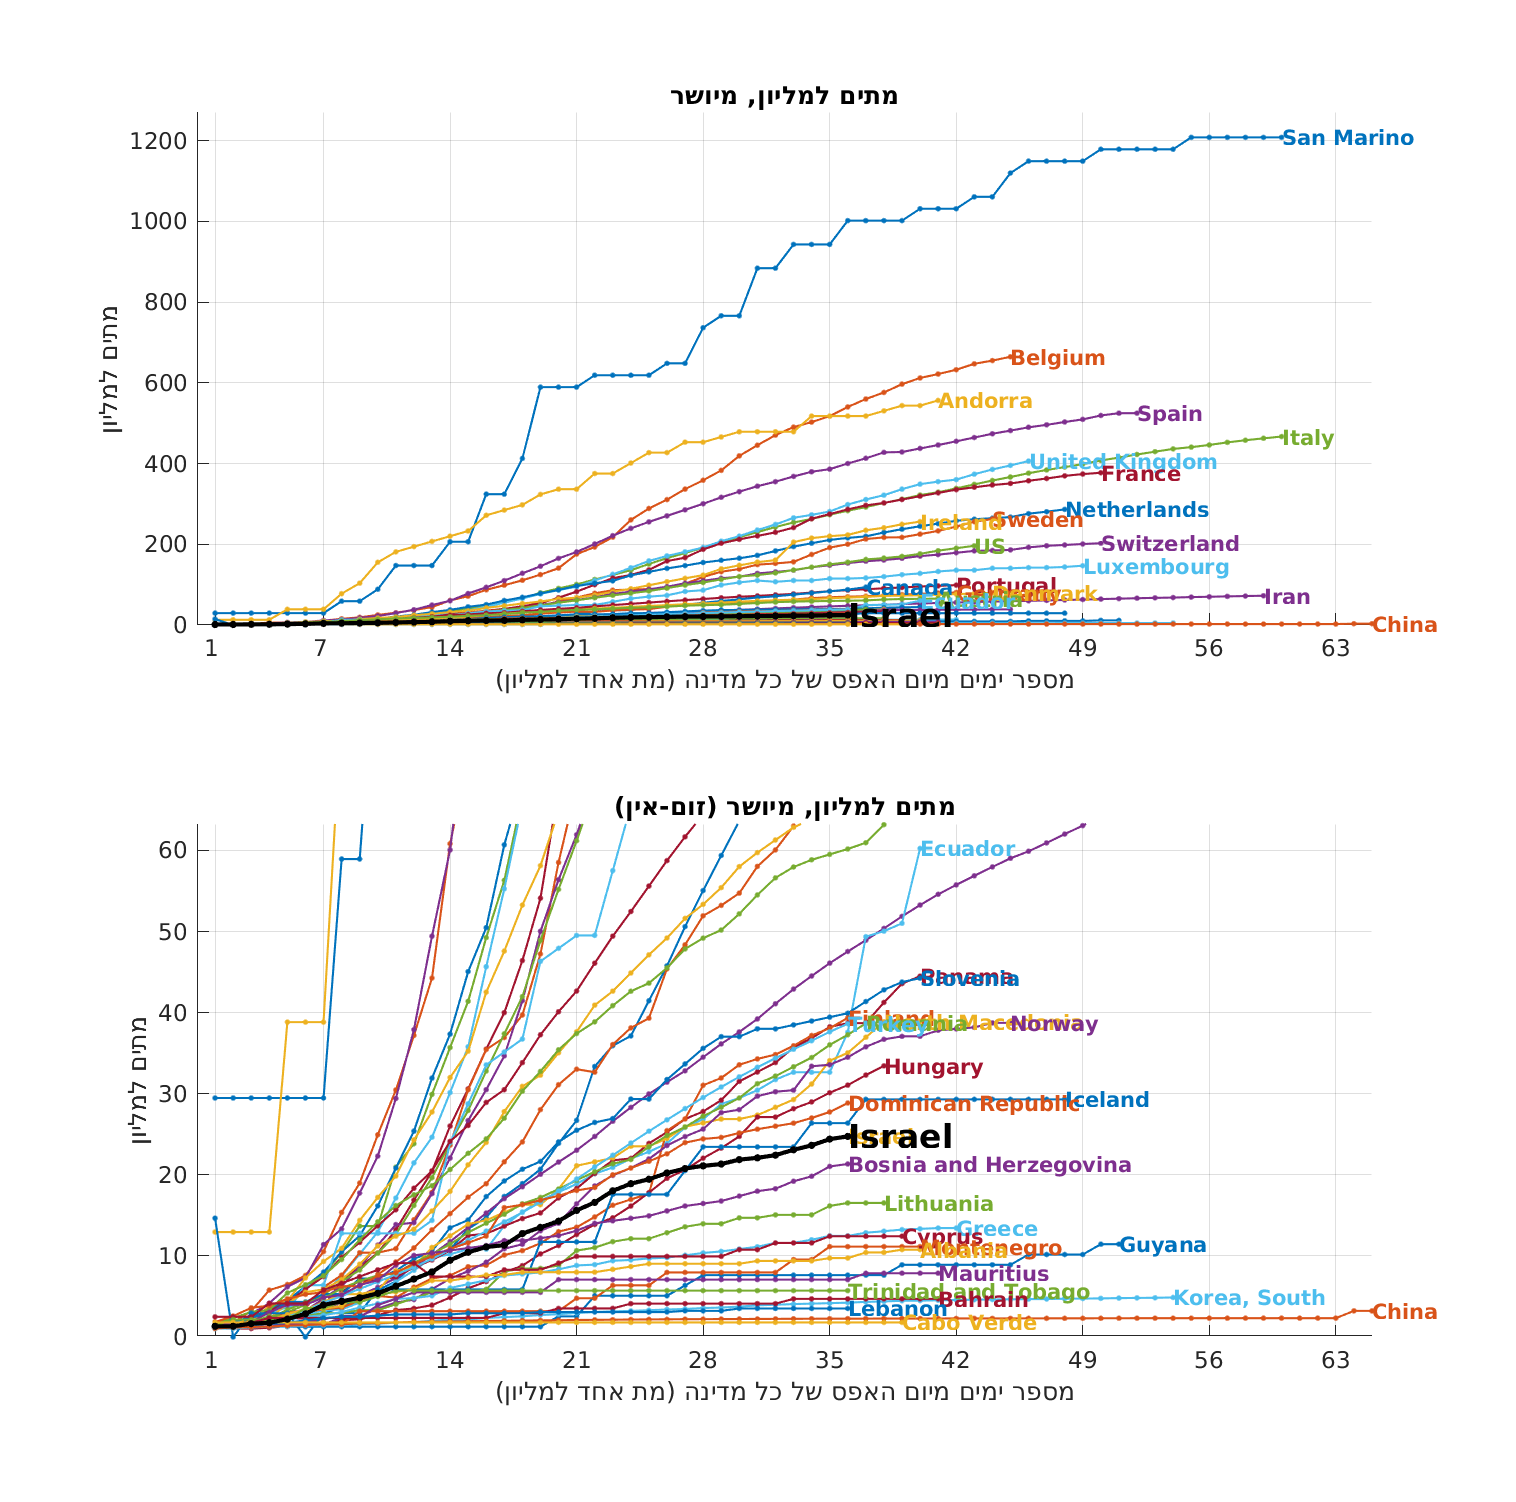 מתים למליון, מיושר
מתים למליון
1200
1000
800
600
400
200
0
San Marino
Belgium
Andorra
Spain
Italy
United Kingdom
France
Netherlands
Sweden
Ireland
US
Switzerland
Luxembourg
Portugal
Canada
Iran
Israel
China
1 7 14 21 28 35 42 49 56 63
מספר ימים מיום האפס של כל מדינה (מת אחד למליון)
מתים למליון, מיושר (זום-אין)
מתים למליון
60
50
40
30
20
10
0
Ecuador
Panama
Slovenia
Finland
Norway
Hungary
Dominican Republic
Iceland
Israel
Bosnia and Herzegovina
Lithuania
Greece
Cyprus
Montenegro
Albania
Guyana
Mauritius
Trinidad and Tobago
Bahrain
Korea, South
Lebanon
China
Cabo Verde
1 7 14 21 28 35 42 49 56 63
מספר ימים מיום האפס של כל מדינה (מת אחד למליון)